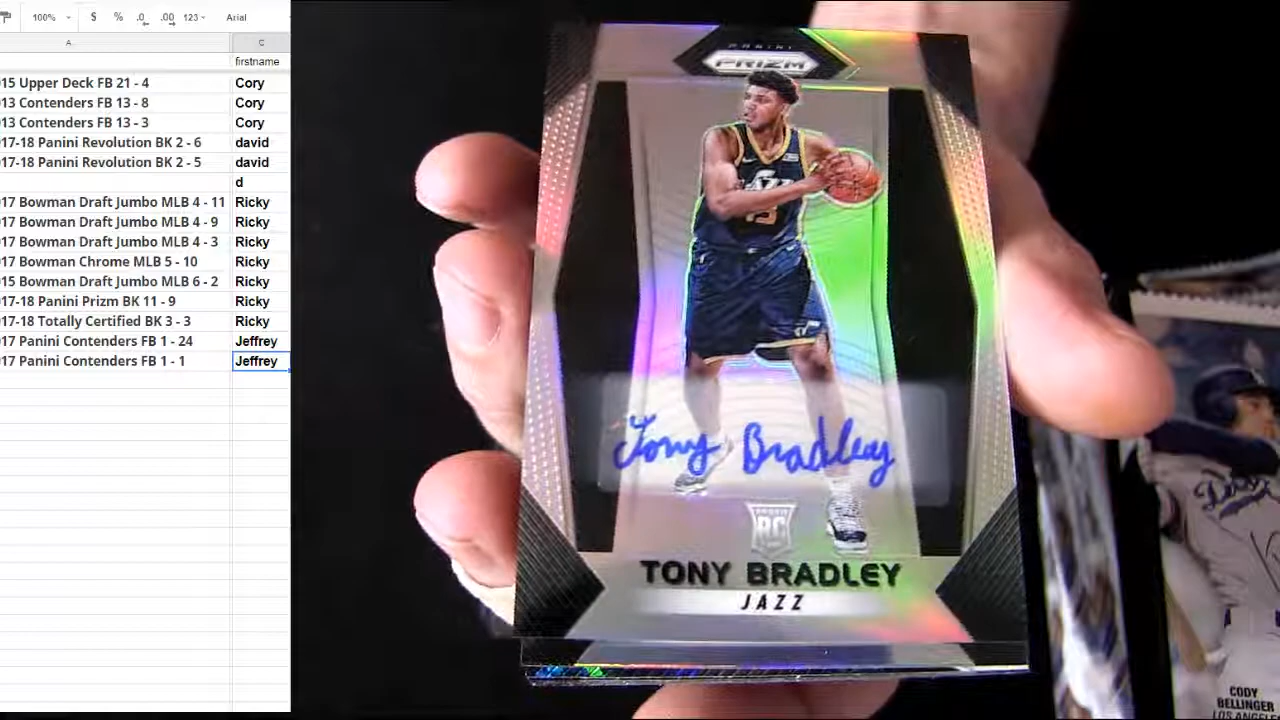 100%
$
%
.0
.00
123
Arial
A
C
firstname
15 Upper Deck FB 21 - 4
Cory
13 Contenders FB 13 - 8
Cory
13 Contenders FB 13 - 3
Cory
17-18 Panini Revolution BK 2 - 6
david
17-18 Panini Revolution BK 2 - 5
david
d
17 Bowman Draft Jumbo MLB 4 - 11
Ricky
17 Bowman Draft Jumbo MLB 4 - 9
Ricky
17 Bowman Draft Jumbo MLB 4 - 3
Ricky
17 Bowman Chrome MLB 5 - 10
Ricky
15 Bowman Draft Jumbo MLB 6 - 2
Ricky
17-18 Panini Prizm BK 11 - 9
Ricky
17-18 Totally Certified BK 3 - 3
Ricky
17 Panini Contenders FB 1 - 24
Jeffrey
17 Panini Contenders FB 1 - 1
Jeffrey
PANINI
PRIZM
JAZZ
13
Tony Bradley
RC
TONY BRADLEY
JAZZ
CODY
BELLINGER
LOS ANGELE